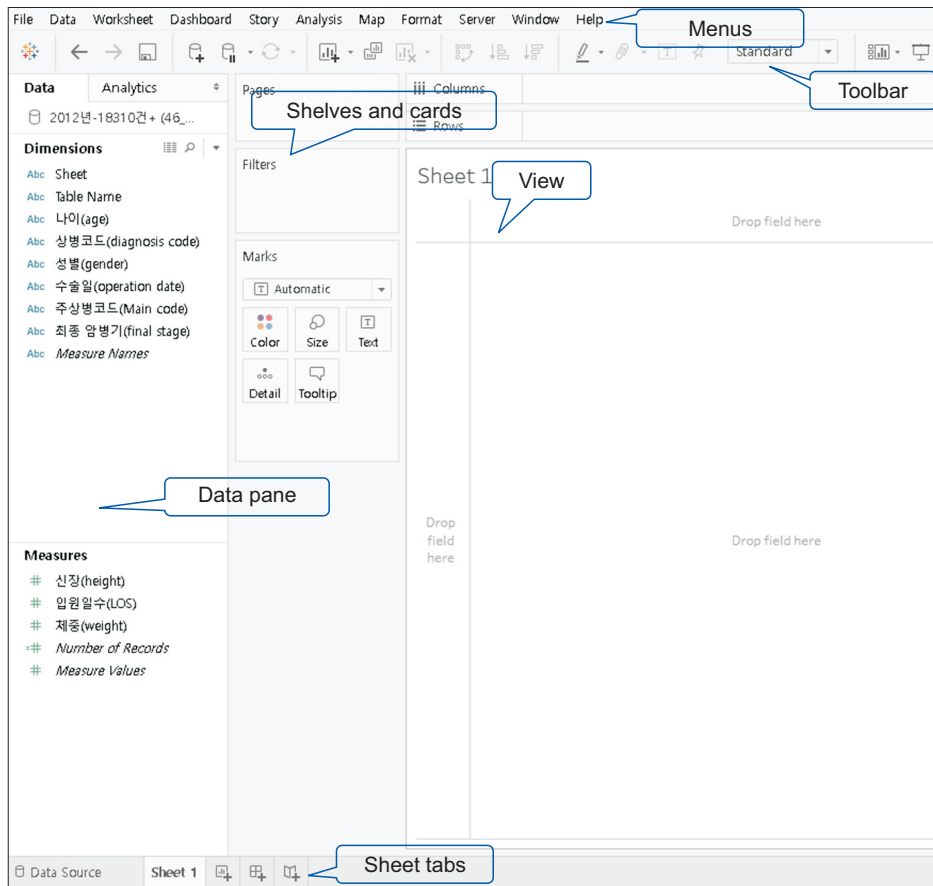 File Data Worksheet Dashboard Story Analysis Map Format Server Window Help
Menus
Standard
Toolbar
Data Analytics
2012년-18310건+ (46_...
Dimensions
Abc Sheet
Abc Table Name
Abc 나이(age)
Abc 상병코드(diagnosis code)
Abc 성별(gender)
Abc 수술일(operation date)
Abc 주상병코드(Main code)
Abc 최종 암병기(final stage)
Abc Measure Names
Data pane
Measures
# 신장(height)
# 입원일수(LOS)
# 체중(weight)
=# Number of Records
# Measure Values
Pages
Shelves and cards
Filters
Marks
T Automatic
Color Size Text
Detail Tooltip
Columns
Rows
Sheet 1
View
Drop field here
Drop
field
here
Drop field here
Data Source Sheet 1
Sheet tabs